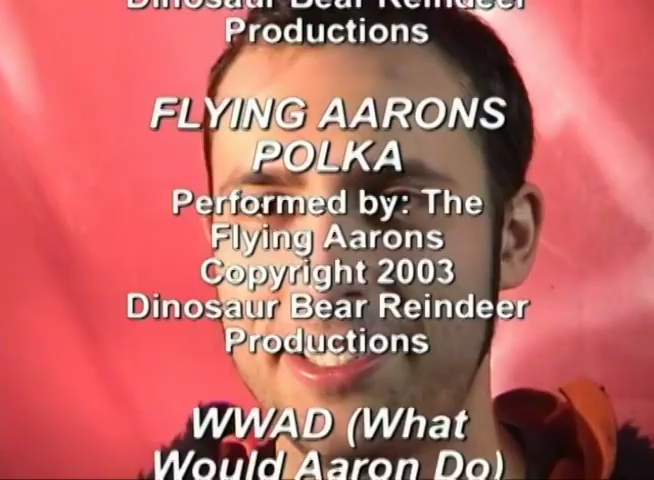 Dinosaur Bear Reindeer
Productions
FLYING AARONS
POLKA
Performed by: The
Flying Aarons
Copyright 2003
Dinosaur Bear Reindeer
Productions
WWAD (What
Would Aaron Do)